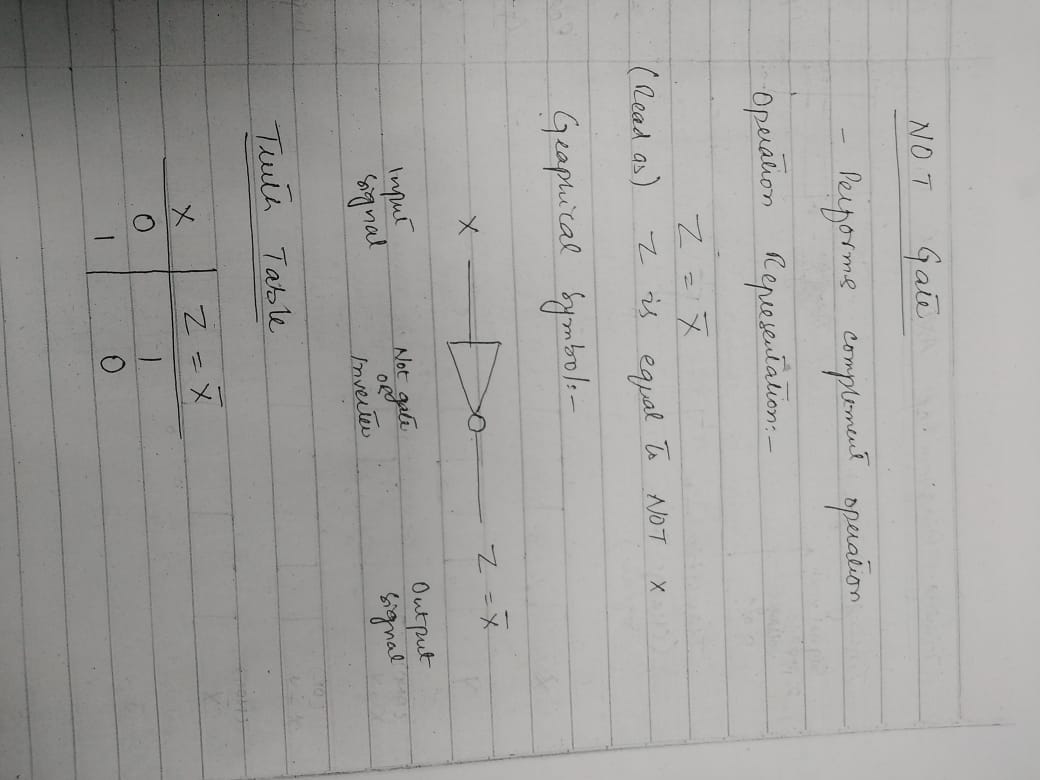 NOT Gate
- Performs complement operation
Operation Representation:-
Z = X̄
(Read as) Z is equal to NOT X
Graphical Symbol:-
X Z = X̄
Input signal Not gate or Inverter Output signal
Truth Table
X Z = X̄
0 1
1 0